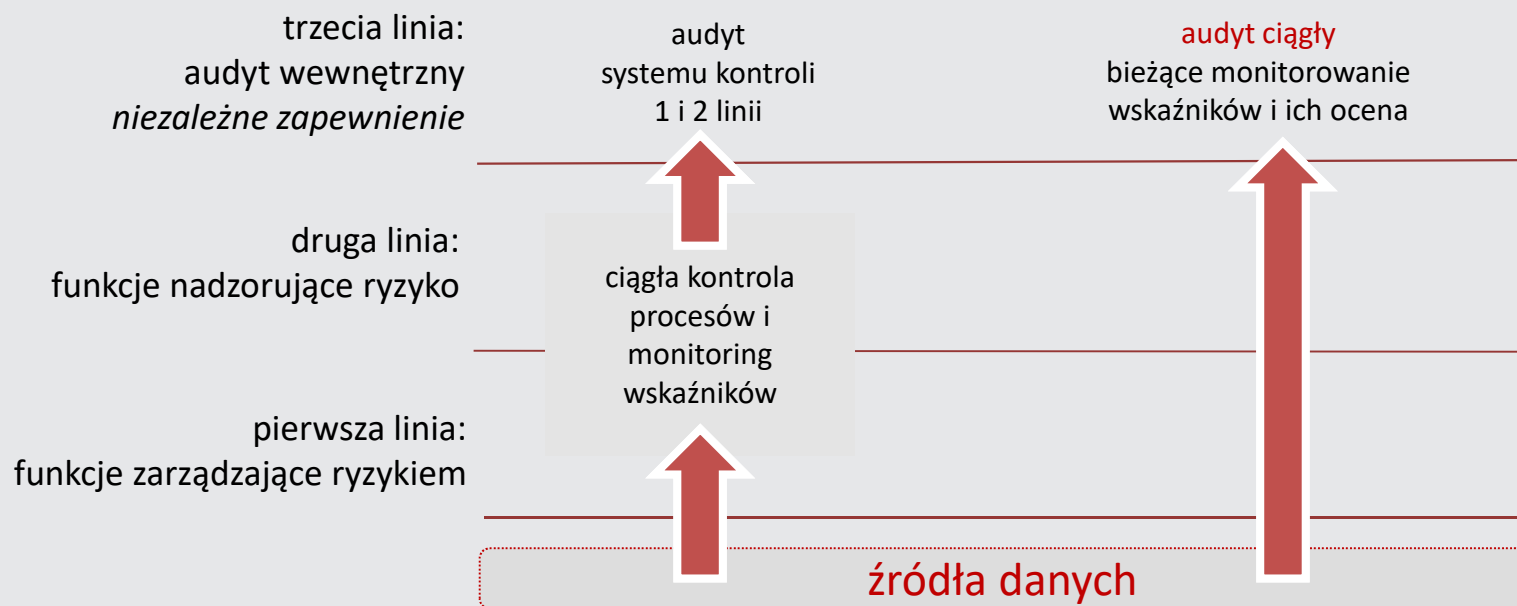 trzecia linia:
audyt wewnętrzny
niezależne zapewnienie
audyt
systemu kontroli
1 i 2 linii
audyt ciągły
bieżące monitorowanie
wskaźników i ich ocena
druga linia:
funkcje nadzorujące ryzyko
ciągła kontrola
procesów i
monitoring
wskaźników
pierwsza linia:
funkcje zarządzające ryzykiem
źródła danych